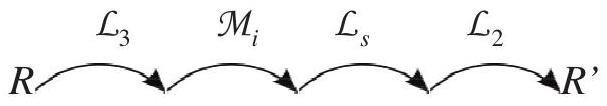 ℒ₃ ℳᵢ ℒₛ ℒ₂
R R’